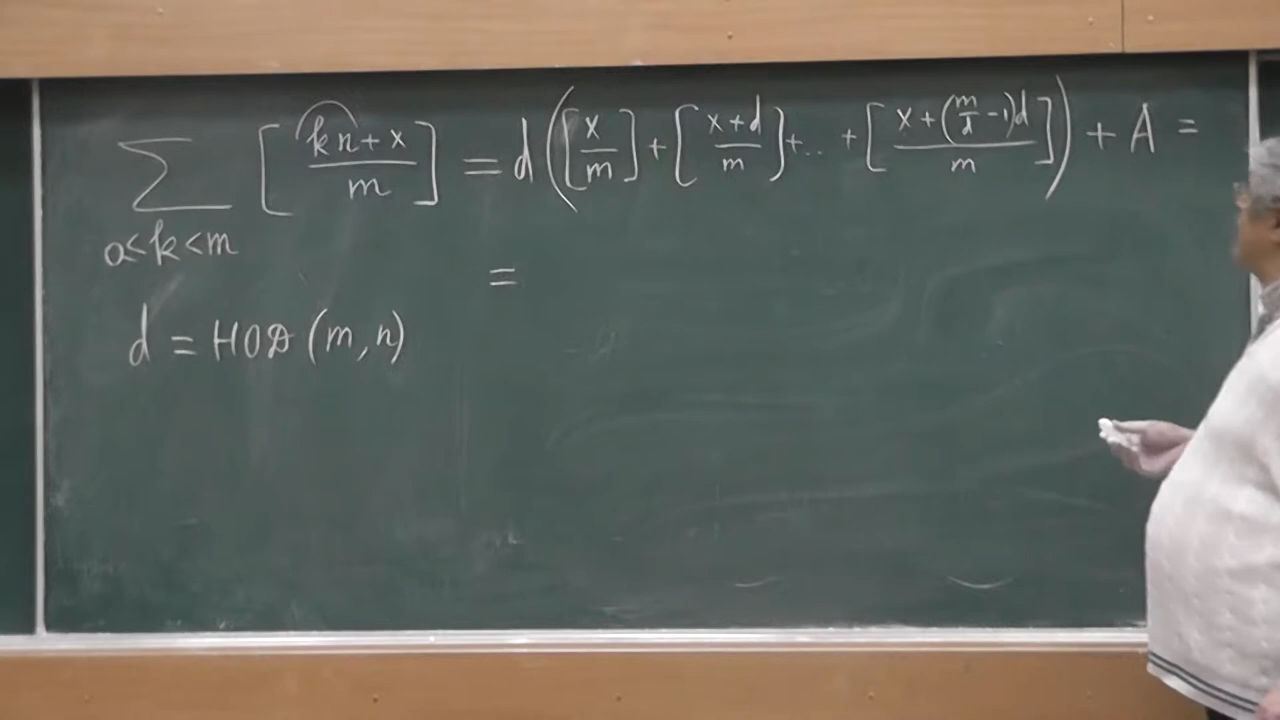 ∑ [(kn+x)/m] = d([x/m] + [(x+d)/m] + .. + [(x+(m/d −1)d)/m]) + A =
0<k<m
=
d = НОД (m,n)